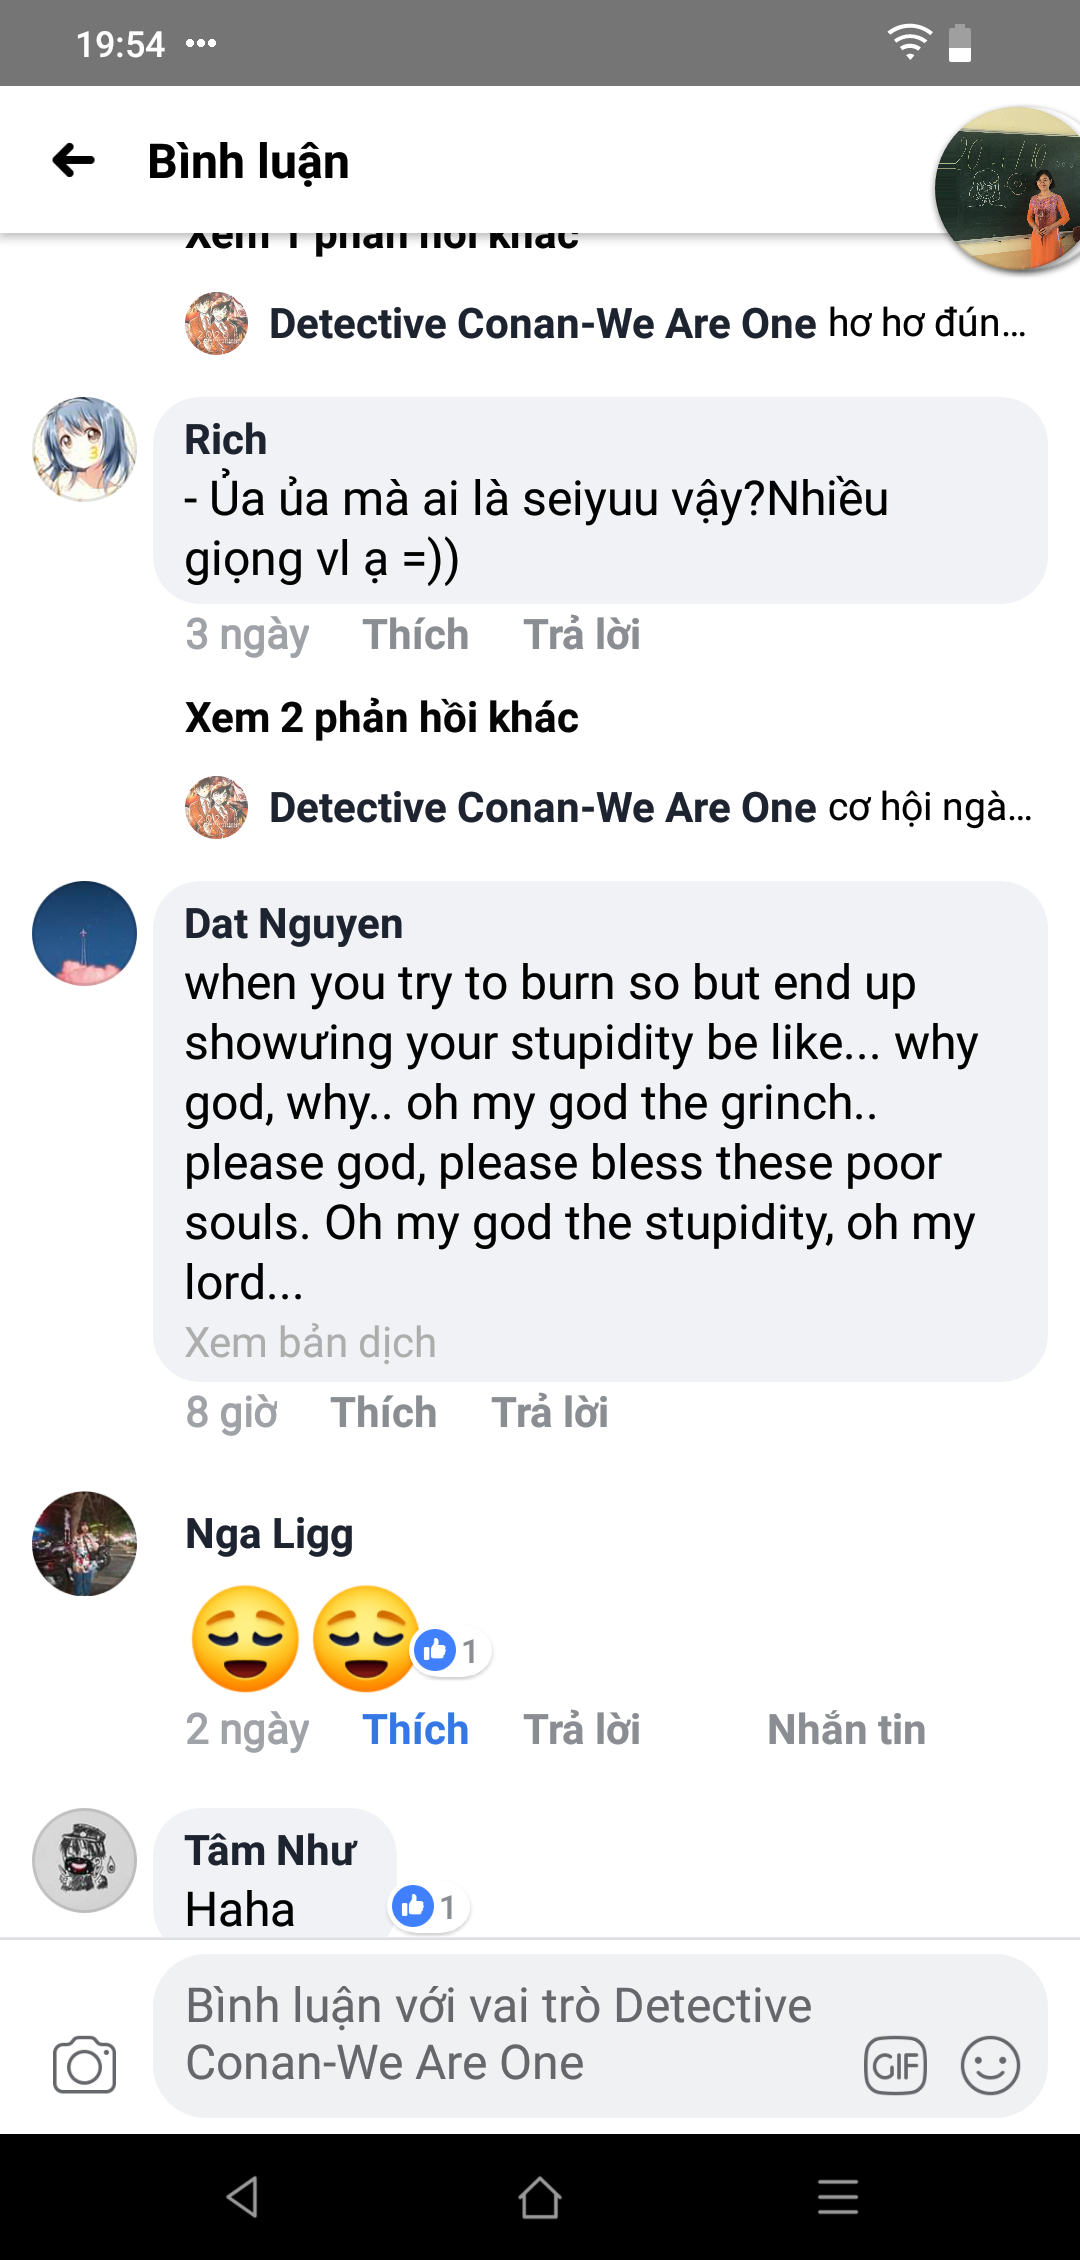 19:54
Bình luận
Xem 1 phản hồi khác
Detective Conan-We Are One hơ hơ đún...
Rich
- Ủa ủa mà ai là seiyuu vậy?Nhiều
giọng vl ạ =))
3 ngày Thích Trả lời
Xem 2 phản hồi khác
Detective Conan-We Are One cơ hội ngà...
Dat Nguyen
when you try to burn so but end up
showưing your stupidity be like... why
god, why.. oh my god the grinch..
please god, please bless these poor
souls. Oh my god the stupidity, oh my
lord...
Xem bản dịch
8 giờ Thích Trả lời
Nga Ligg
1
2 ngày Thích Trả lời Nhắn tin
Tâm Như
Haha
1
Bình luận với vai trò Detective
Conan-We Are One
GIF